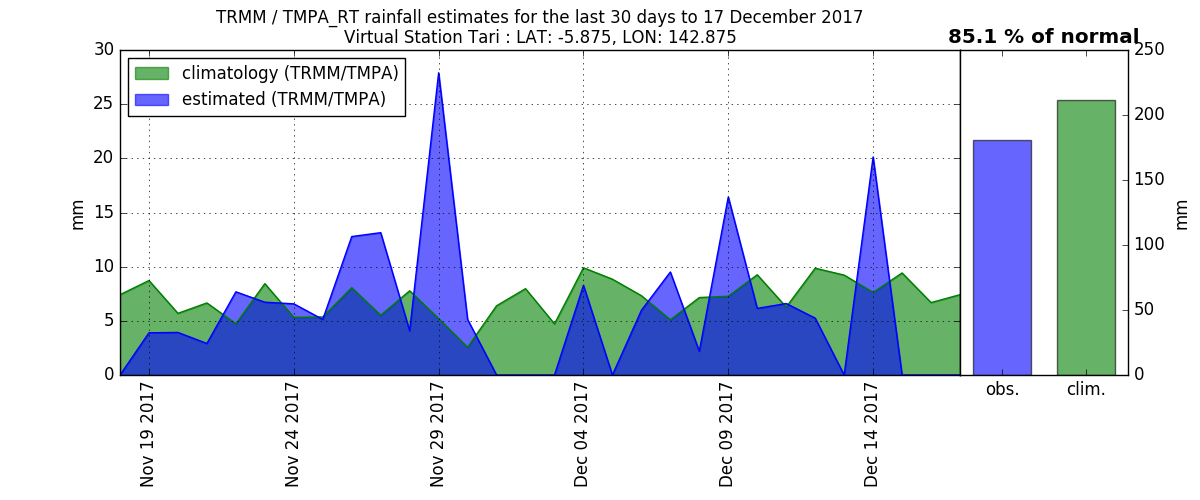 TRMM / TMPA_RT rainfall estimates for the last 30 days to 17 December 2017
Virtual Station Tari : LAT: -5.875, LON: 142.875
85.1 % of normal
climatology (TRMM/TMPA)
estimated (TRMM/TMPA)
mm
30
25
20
15
10
5
0
Nov 19 2017
Nov 24 2017
Nov 29 2017
Dec 04 2017
Dec 09 2017
Dec 14 2017
obs.
clim.
250
200
150
100
50
0
mm